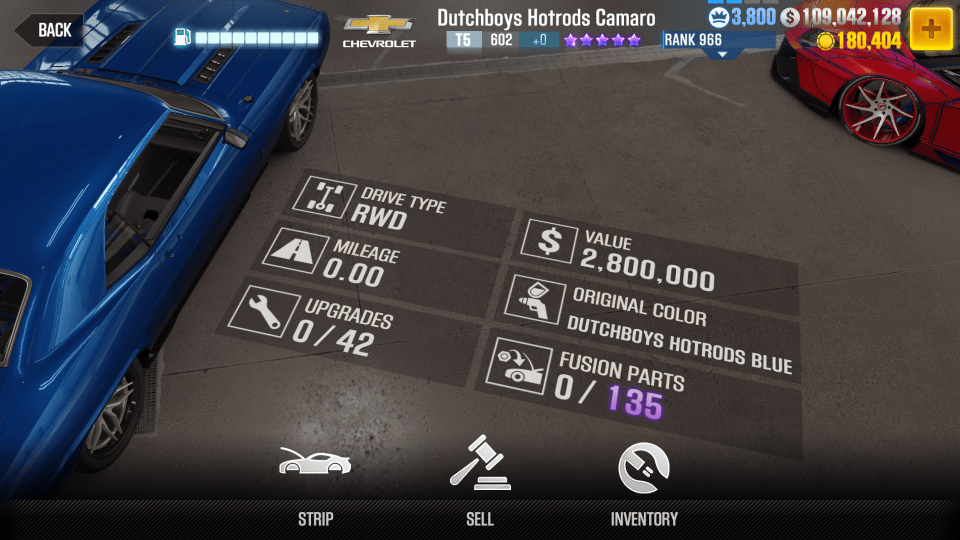 BACK
CHEVROLET
Dutchboys Hotrods Camaro
T5 602 +0
3,800 $ 109,042,128
RANK 966
180,404
DRIVE TYPE
RWD
MILEAGE
0.00
UPGRADES
0 / 42
VALUE
2,800,000
ORIGINAL COLOR
DUTCHBOYS HOTRODS BLUE
FUSION PARTS
0 / 135
STRIP
SELL
INVENTORY